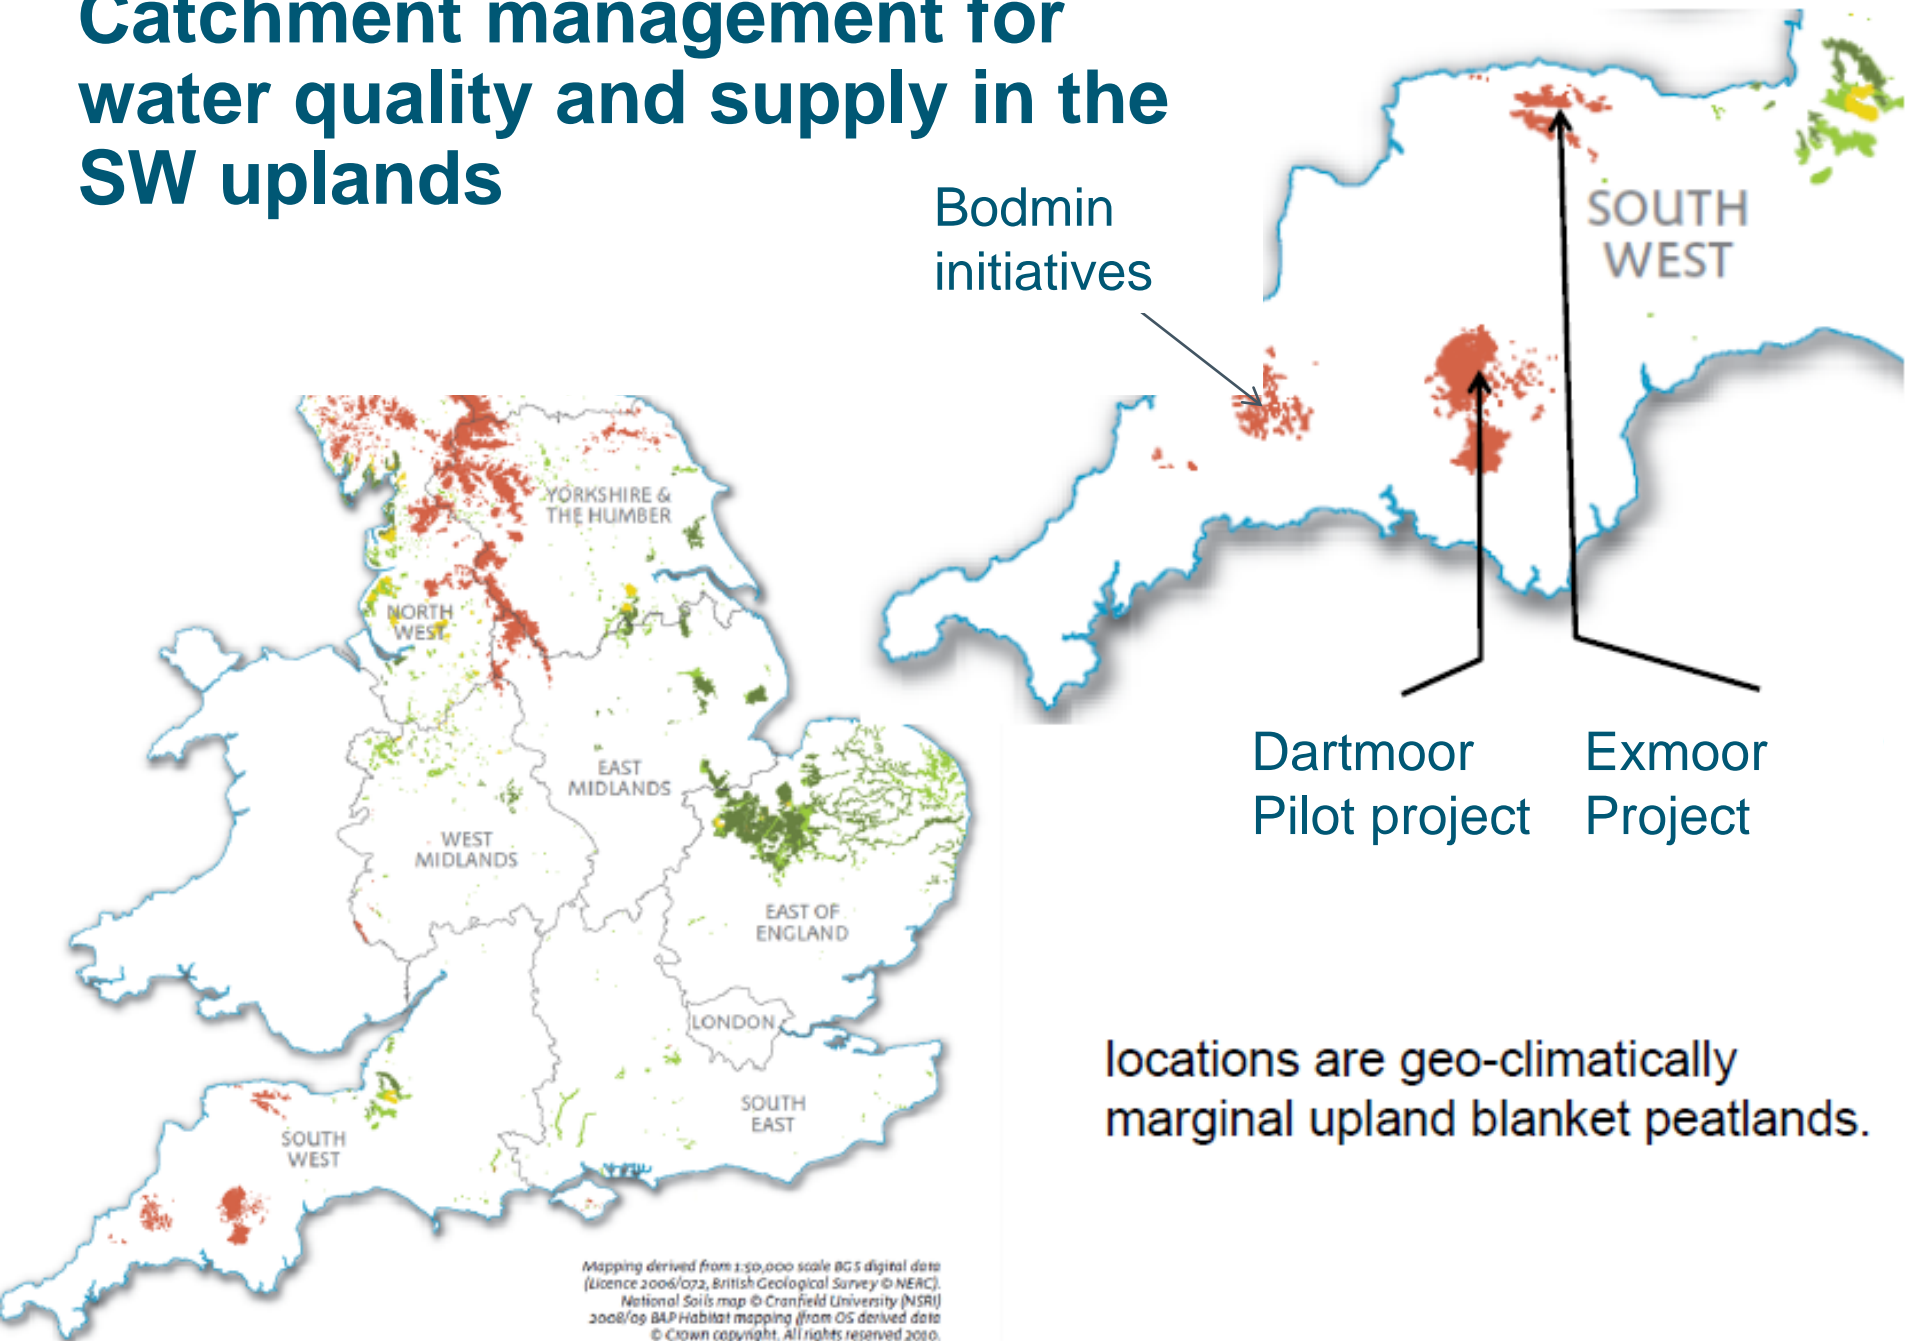 Catchment management for
water quality and supply in the
SW uplands
Bodmin
initiatives
SOUTH
WEST
YORKSHIRE &
THE HUMBER
NORTH
WEST
EAST
MIDLANDS
WEST
MIDLANDS
EAST OF
ENGLAND
LONDON
SOUTH
EAST
SOUTH
WEST
Dartmoor
Pilot project
Exmoor
Project
locations are geo-climatically
marginal upland blanket peatlands.
Mapping derived from 1:50,000 scale BGS digital data
(Licence 2006/072, British Geological Survey © NERC).
National Soils map © Cranfield University (NSRI)
2008/09 BAP Habitat mapping (from OS derived data
© Crown copyright. All rights reserved 2010.